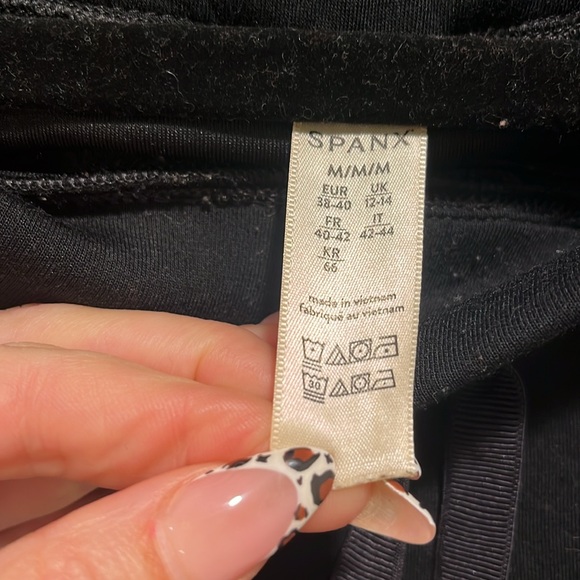 SPANX
M/M/M
EUR UK
38-40 12-14
FR IT
40-42 42-44
KR
66
made in vietnam
fabriqué au vietnam
30